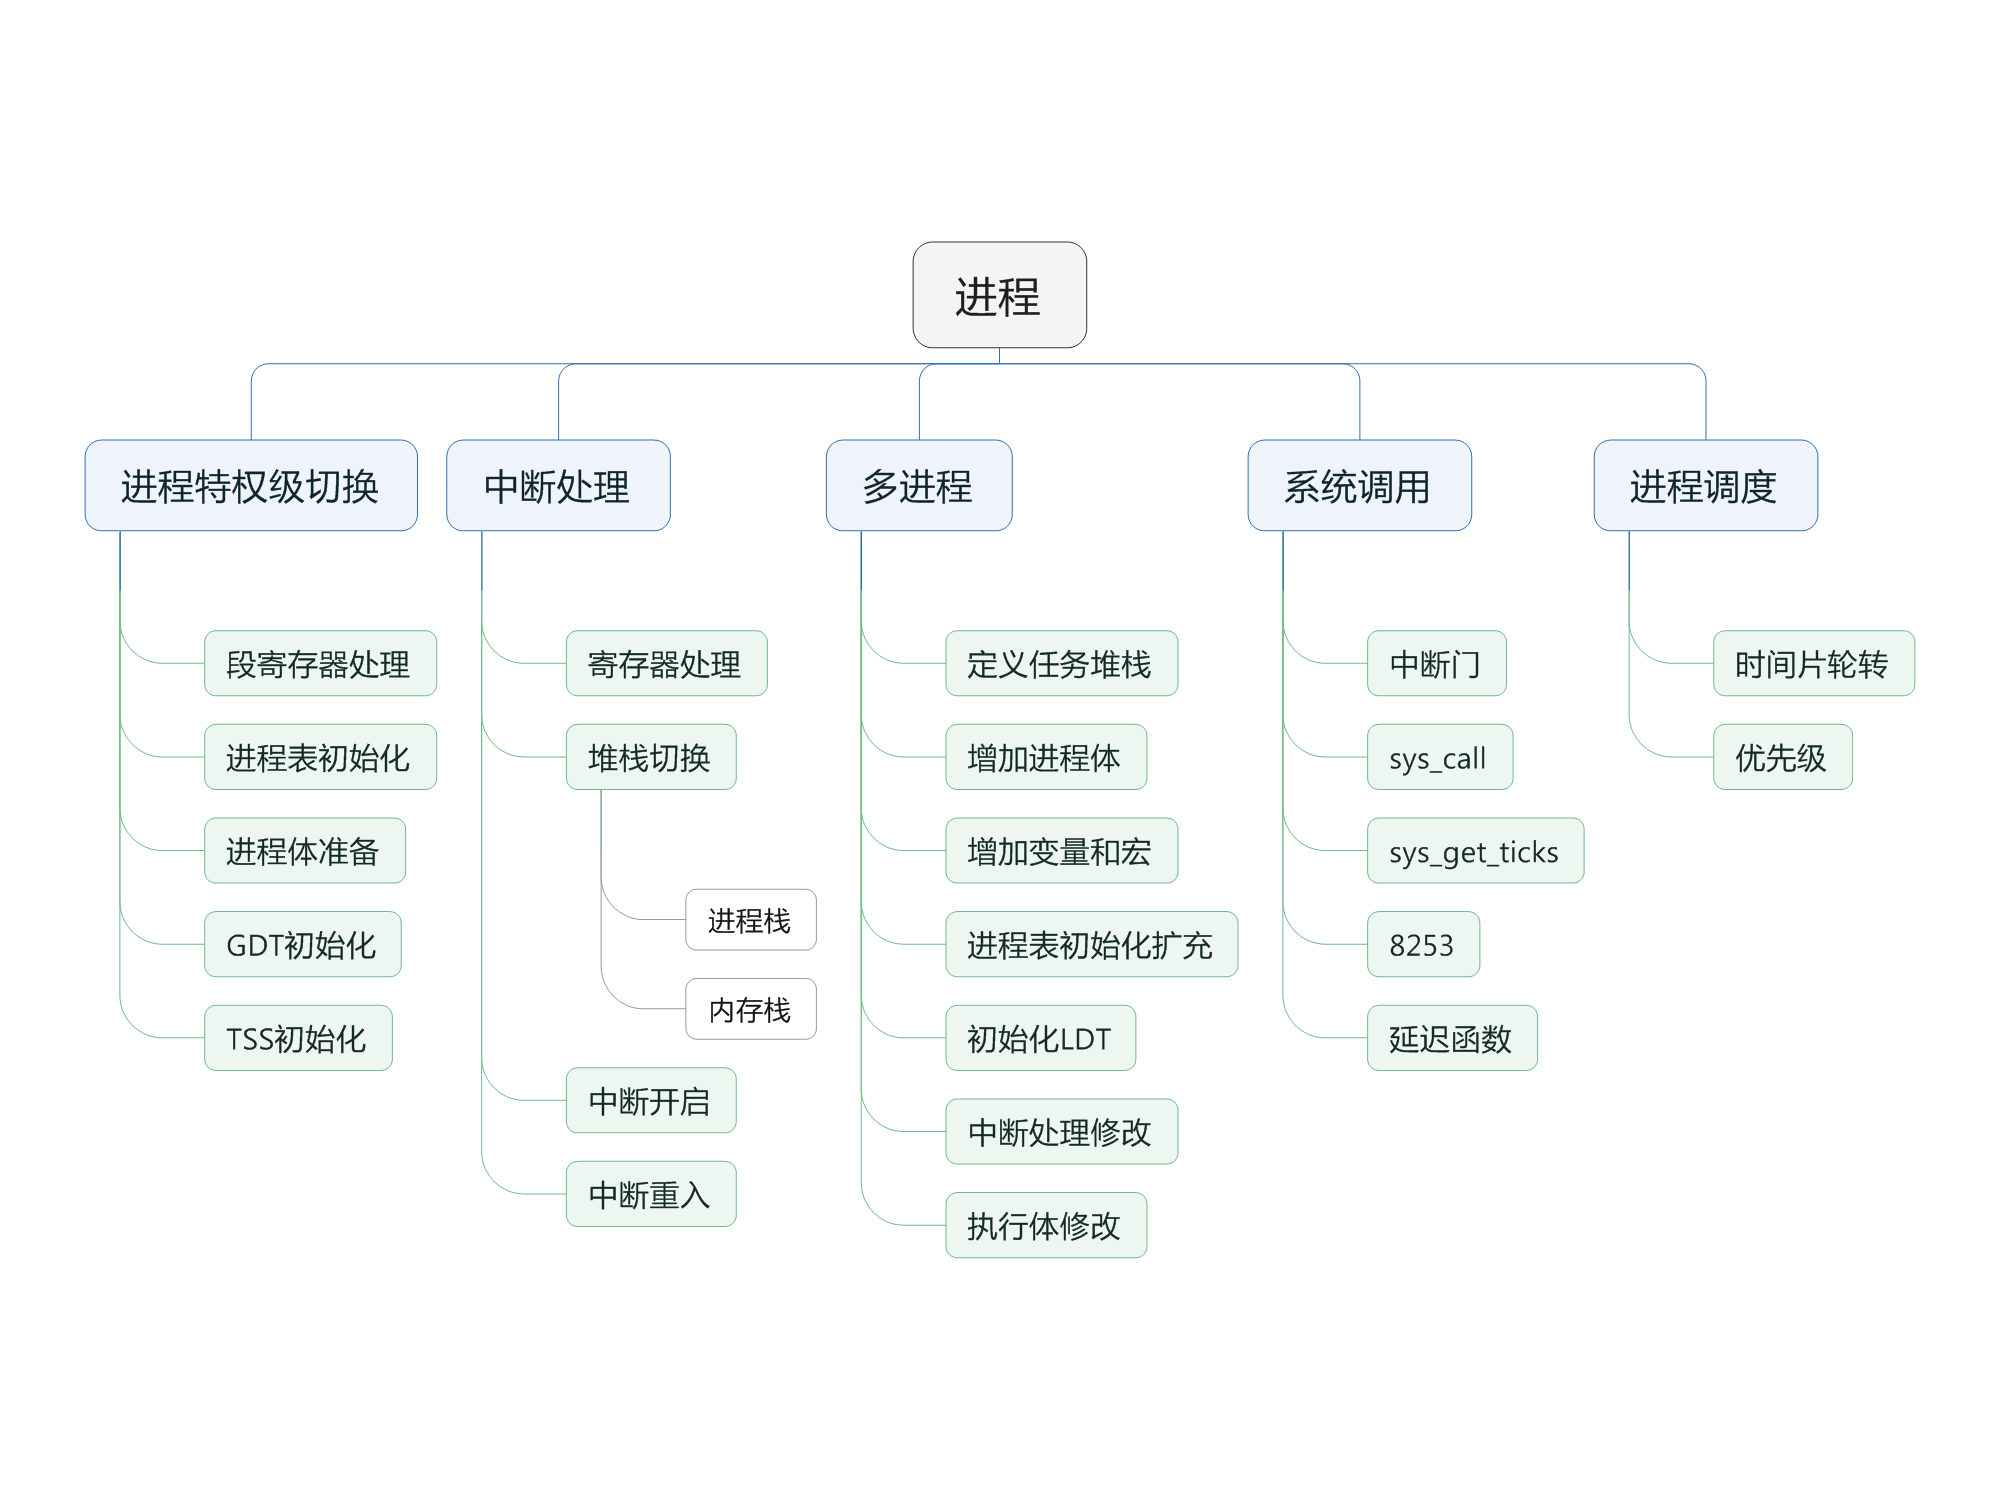 进程
进程特权级切换
段寄存器处理
进程表初始化
进程体准备
GDT初始化
TSS初始化
中断处理
寄存器处理
堆栈切换
进程栈
内存栈
中断开启
中断重入
多进程
定义任务堆栈
增加进程体
增加变量和宏
进程表初始化扩充
初始化LDT
中断处理修改
执行体修改
系统调用
中断门
sys_call
sys_get_ticks
8253
延迟函数
进程调度
时间片轮转
优先级